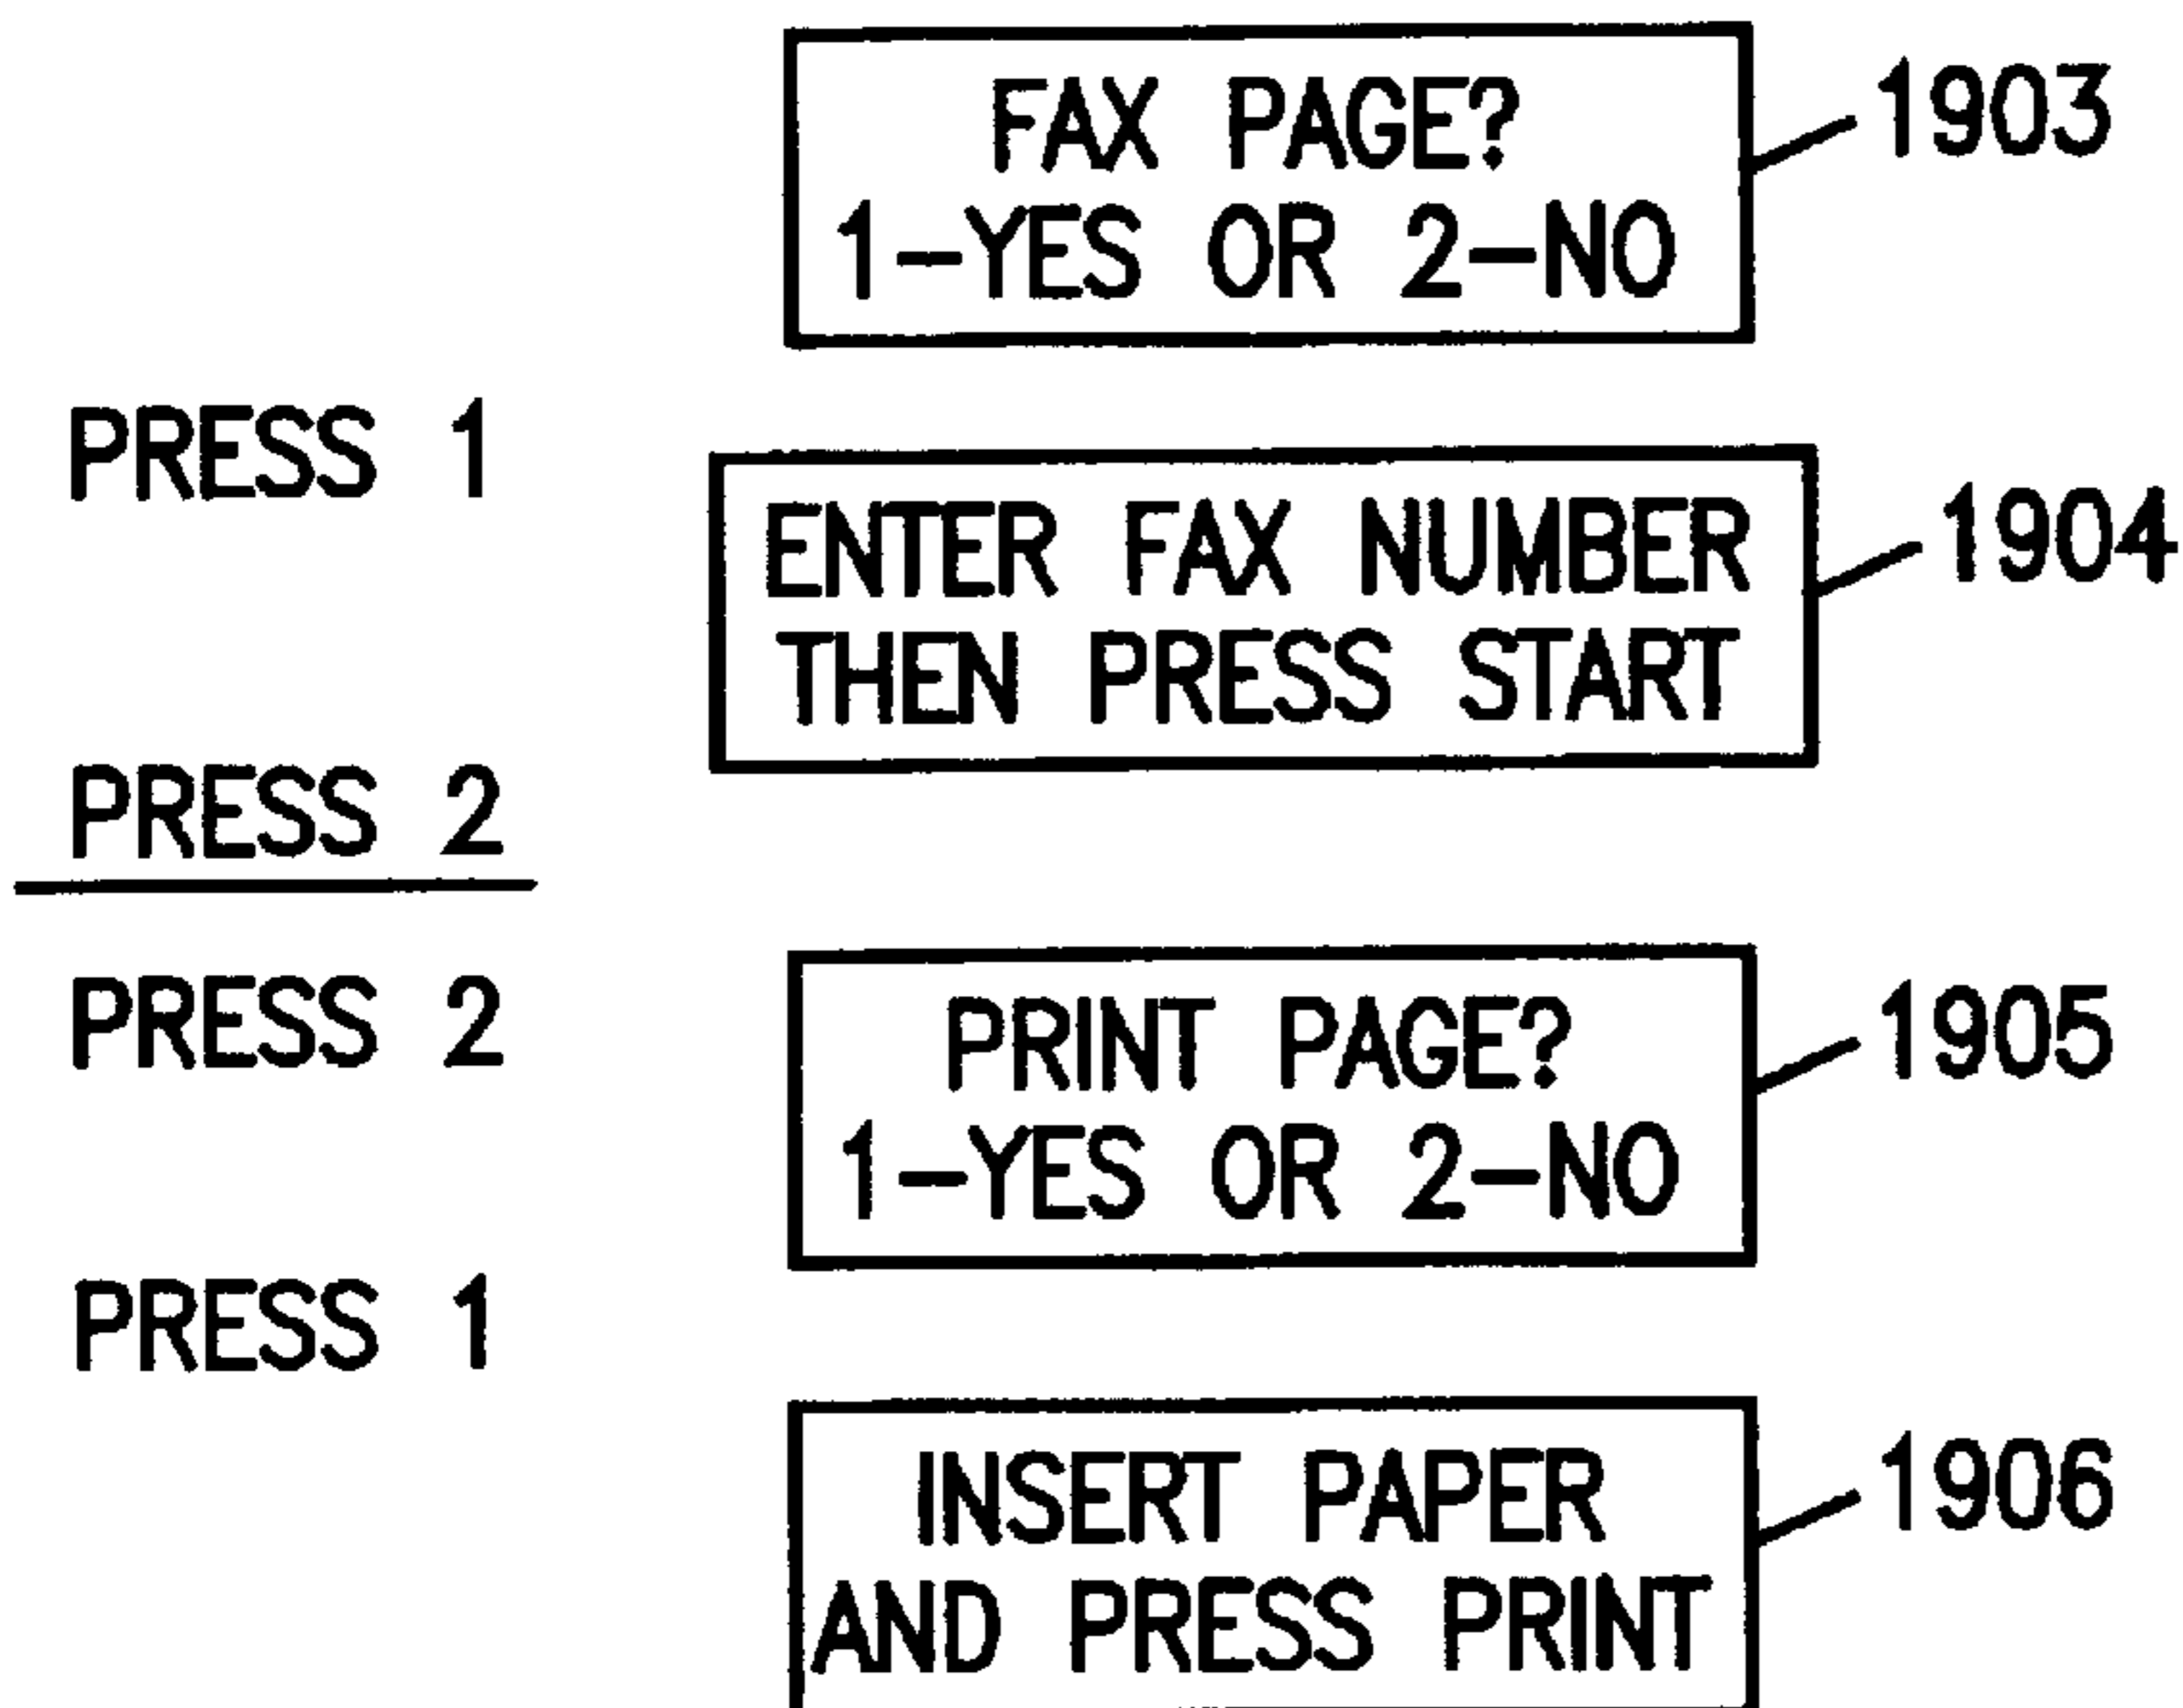 FAX PAGE?
1-YES OR 2-NO
1903
PRESS 1
ENTER FAX NUMBER
THEN PRESS START
1904
PRESS 2
PRESS 2
PRINT PAGE?
1-YES OR 2-NO
1905
PRESS 1
INSERT PAPER
AND PRESS PRINT
1906